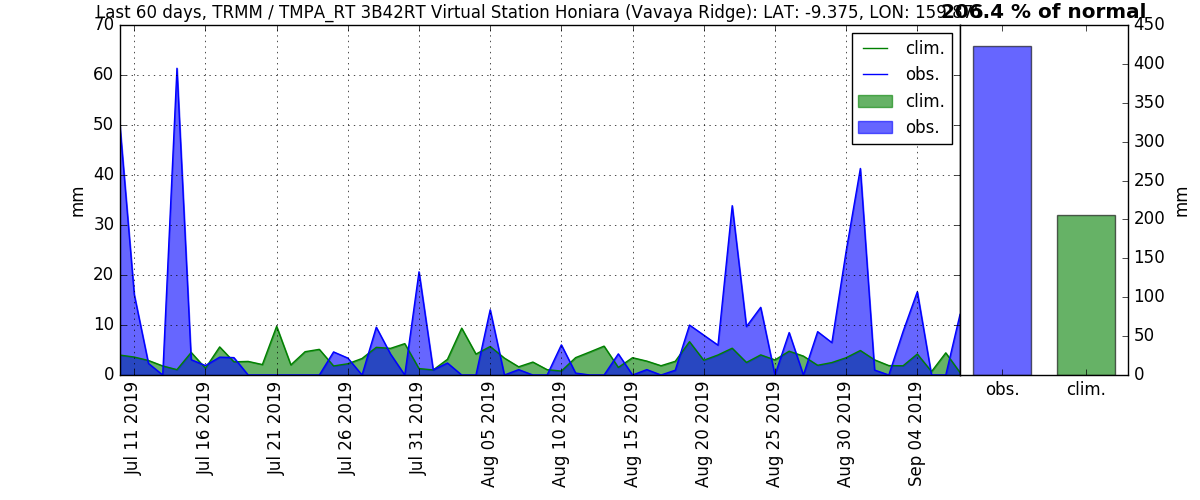 Last 60 days, TRMM / TMPA_RT 3B42RT Virtual Station Honiara (Vavaya Ridge): LAT: -9.375, LON:
206.4 % of normal
70
60
50
40
30
20
10
0
mm
clim.
obs.
clim.
obs.
450
400
350
300
250
200
150
100
50
0
mm
obs.
clim.
Jul 11 2019
Jul 16 2019
Jul 21 2019
Jul 26 2019
Jul 31 2019
Aug 05 2019
Aug 10 2019
Aug 15 2019
Aug 20 2019
Aug 25 2019
Aug 30 2019
Sep 04 2019